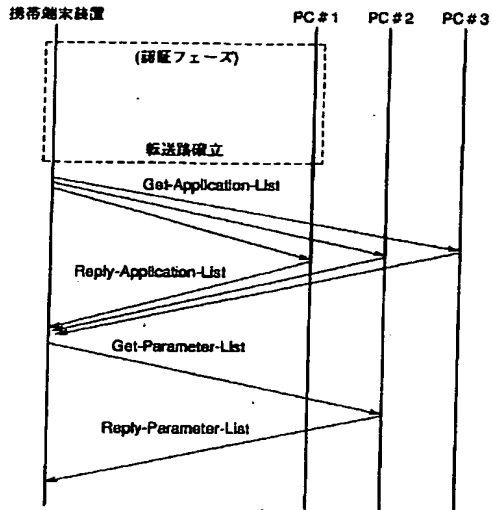 携帯端末装置 PC#1 PC#2 PC#3
(認証フェーズ)
転送路確立
Get-Application-List
Reply-Application-List
Get-Parameter-List
Reply-Parameter-List